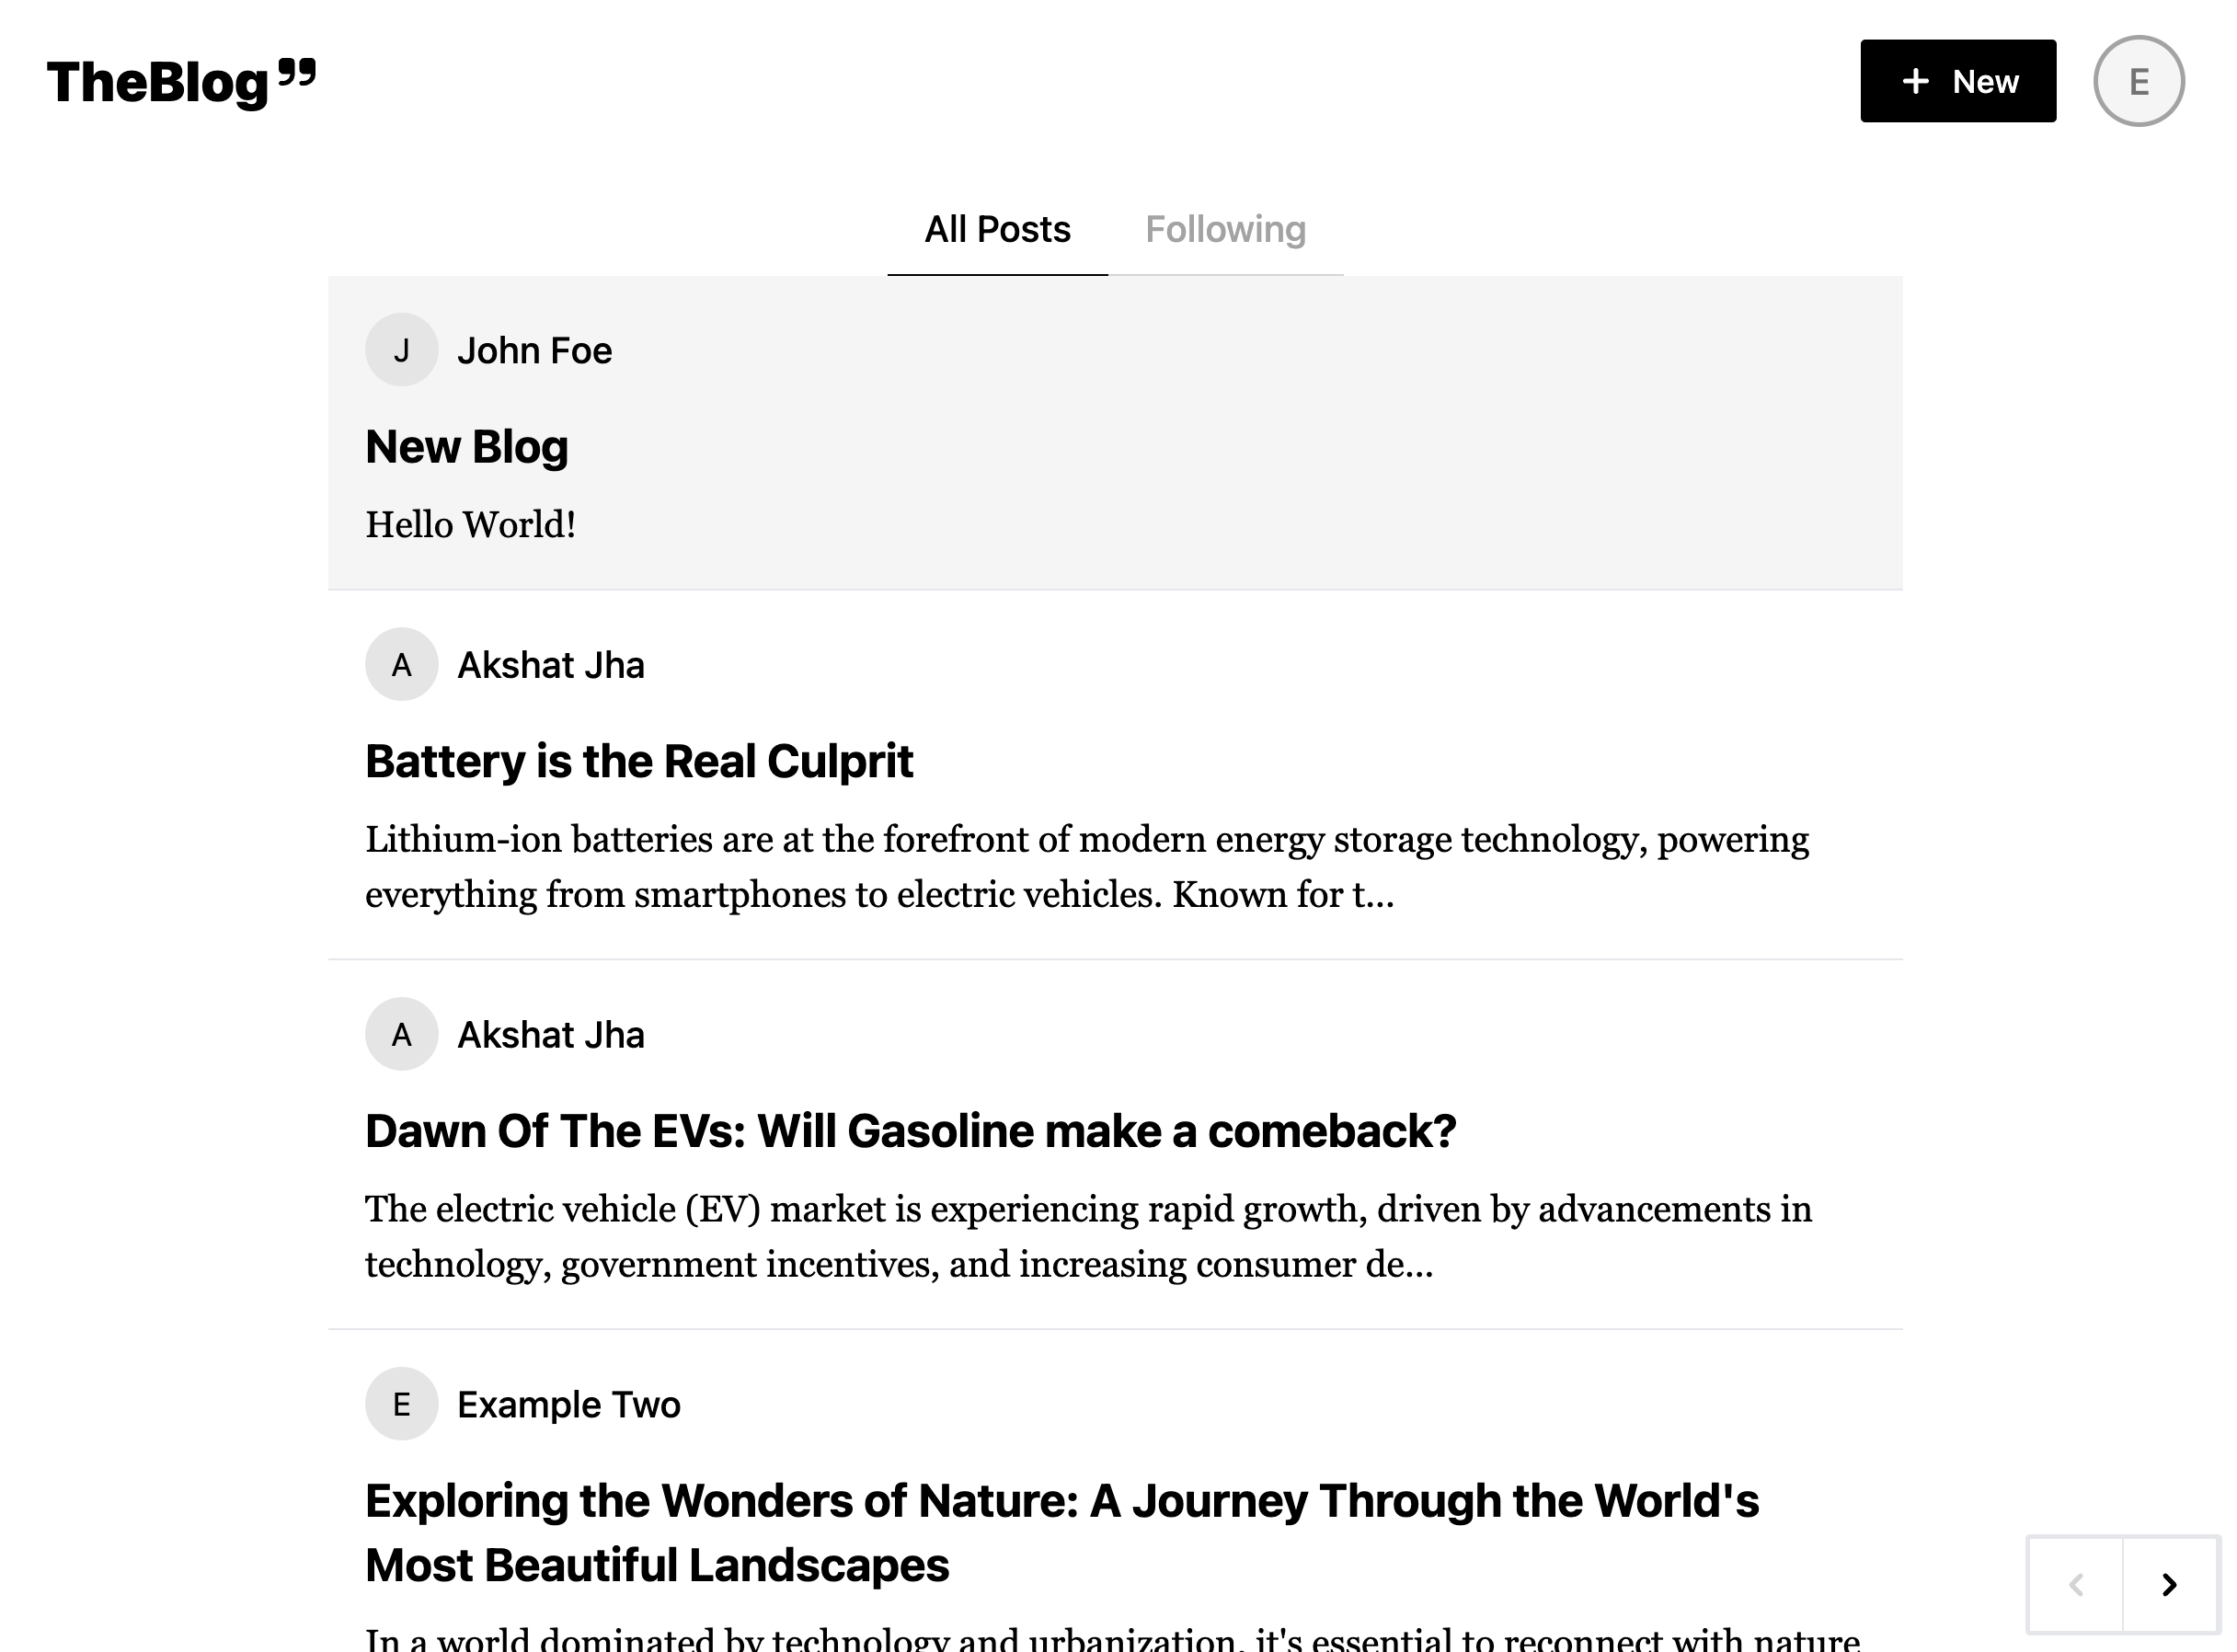 TheBlog
+ New
E
All Posts
Following
J
John Foe
New Blog
Hello World!
A
Akshat Jha
Battery is the Real Culprit
Lithium-ion batteries are at the forefront of modern energy storage technology, powering
everything from smartphones to electric vehicles. Known for t...
A
Akshat Jha
Dawn Of The EVs: Will Gasoline make a comeback?
The electric vehicle (EV) market is experiencing rapid growth, driven by advancements in
technology, government incentives, and increasing consumer de...
E
Example Two
Exploring the Wonders of Nature: A Journey Through the World's
Most Beautiful Landscapes
In a world dominated by technology and urbanization, it's essential to reconnect with nature